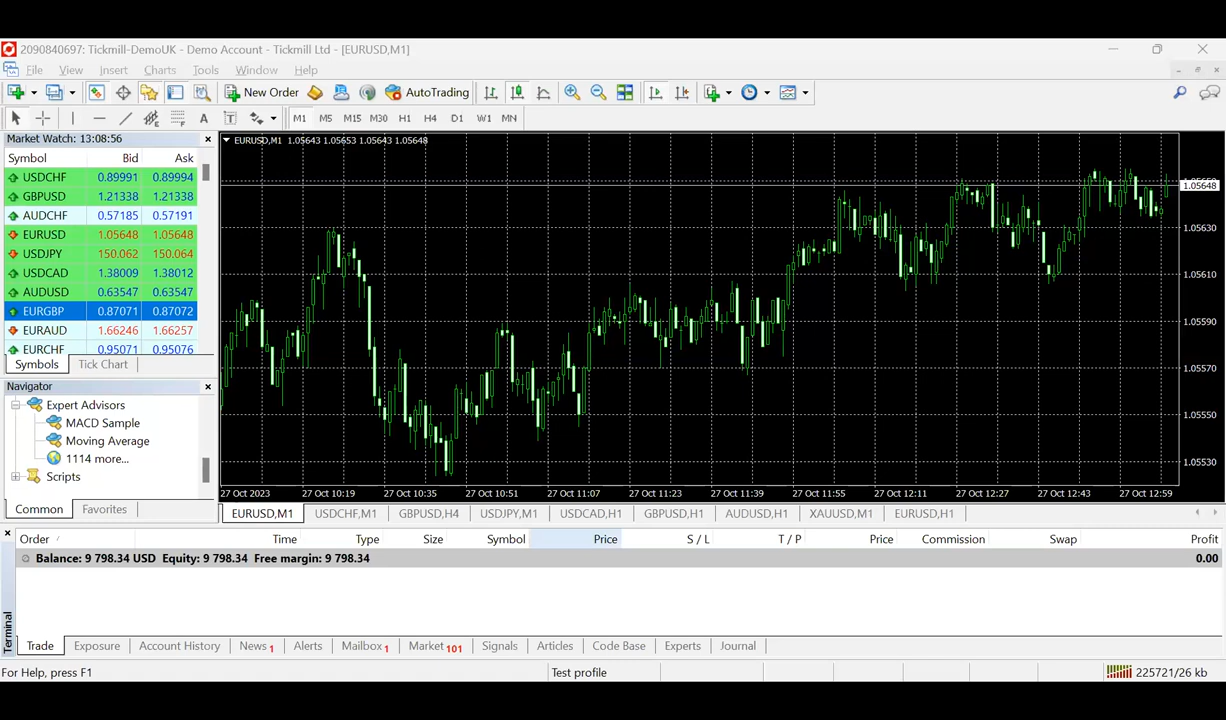 2090840697: Tickmill-DemoUK - Demo Account - Tickmill Ltd - [EURUSD,M1]
File View Insert Charts Tools Window Help
New Order AutoTrading
M1 M5 M15 M30 H1 H4 D1 W1 MN
Market Watch: 13:08:56
Symbol Bid Ask
USDCHF 0.89991 0.89994
GBPUSD 1.21338 1.21338
AUDCHF 0.57185 0.57191
EURUSD 1.05648 1.05648
USDJPY 150.062 150.064
USDCAD 1.38009 1.38012
AUDUSD 0.63547 0.63547
EURGBP 0.87071 0.87072
EURAUD 1.66246 1.66257
EURCHF 0.95071 0.95076
Symbols Tick Chart
Navigator
Expert Advisors
MACD Sample
Moving Average
1114 more...
Scripts
Common Favorites
EURUSD,M1 1.05643 1.05653 1.05643 1.05648
1.05648
1.05630
1.05610
1.05590
1.05570
1.05550
1.05530
27 Oct 2023 27 Oct 10:19 27 Oct 10:35 27 Oct 10:51 27 Oct 11:07 27 Oct 11:23 27 Oct 11:39 27 Oct 11:55 27 Oct 12:11 27 Oct 12:27 27 Oct 12:43 27 Oct 12:59
EURUSD,M1 USDCHF,M1 GBPUSD,H4 USDJPY,M1 USDCAD,H1 GBPUSD,H1 AUDUSD,H1 XAUUSD,M1 EURUSD,H1
Order / Time Type Size Symbol Price S / L T / P Price Commission Swap Profit
Balance: 9 798.34 USD Equity: 9 798.34 Free margin: 9 798.34 0.00
Terminal
Trade Exposure Account History News 1 Alerts Mailbox 1 Market 101 Signals Articles Code Base Experts Journal
For Help, press F1 Test profile 225721/26 kb